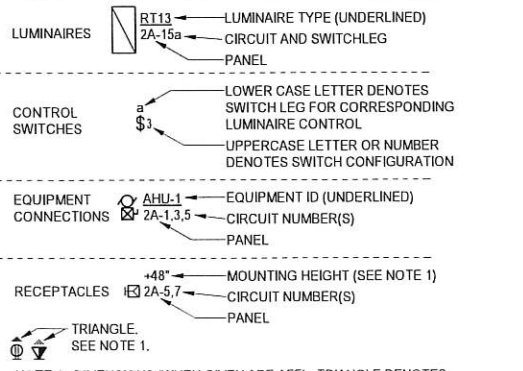 LUMINAIRES
RT13
LUMINAIRE TYPE (UNDERLINED)
2A-15a
CIRCUIT AND SWITCHLEG
PANEL
CONTROL
SWITCHES
a
LOWER CASE LETTER DENOTES
SWITCH LEG FOR CORRESPONDING
LUMINAIRE CONTROL
$3
UPPERCASE LETTER OR NUMBER
DENOTES SWITCH CONFIGURATION
EQUIPMENT
CONNECTIONS
AHU-1
EQUIPMENT ID (UNDERLINED)
2A-1,3,5
CIRCUIT NUMBER(S)
PANEL
RECEPTACLES
+48"
MOUNTING HEIGHT (SEE NOTE 1)
2A-5,7
CIRCUIT NUMBER(S)
PANEL
TRIANGLE.
SEE NOTE 1.